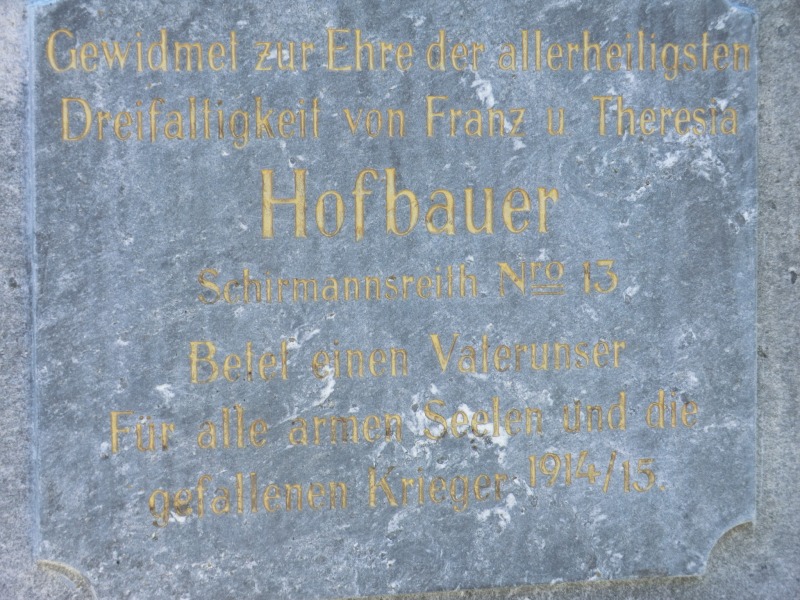 Gewidmet zur Ehre der allerheiligsten
Dreifaltigkeit von Franz u Theresia
Hofbauer
Schirmannsreith Nro 13
Betet einen Vaterunser
Für alle armen Seelen und die
gefallenen Krieger 1914/15.